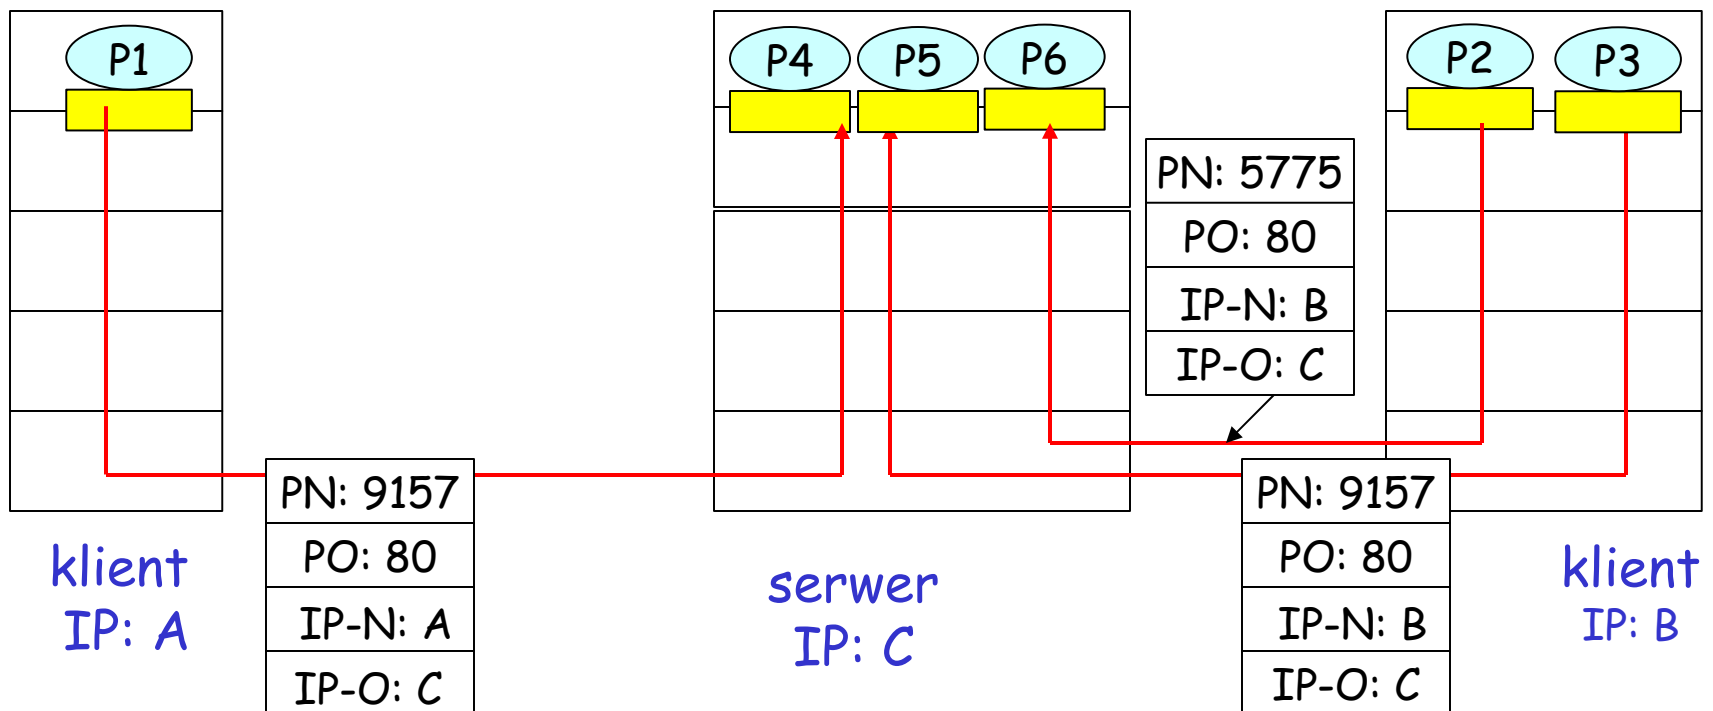 P1
P4
P5
P6
P2
P3
PN: 5775
PO: 80
IP-N: B
IP-O: C
PN: 9157
PO: 80
IP-N: A
IP-O: C
PN: 9157
PO: 80
IP-N: B
IP-O: C
klient
IP: A
serwer
IP: C
klient
IP: B